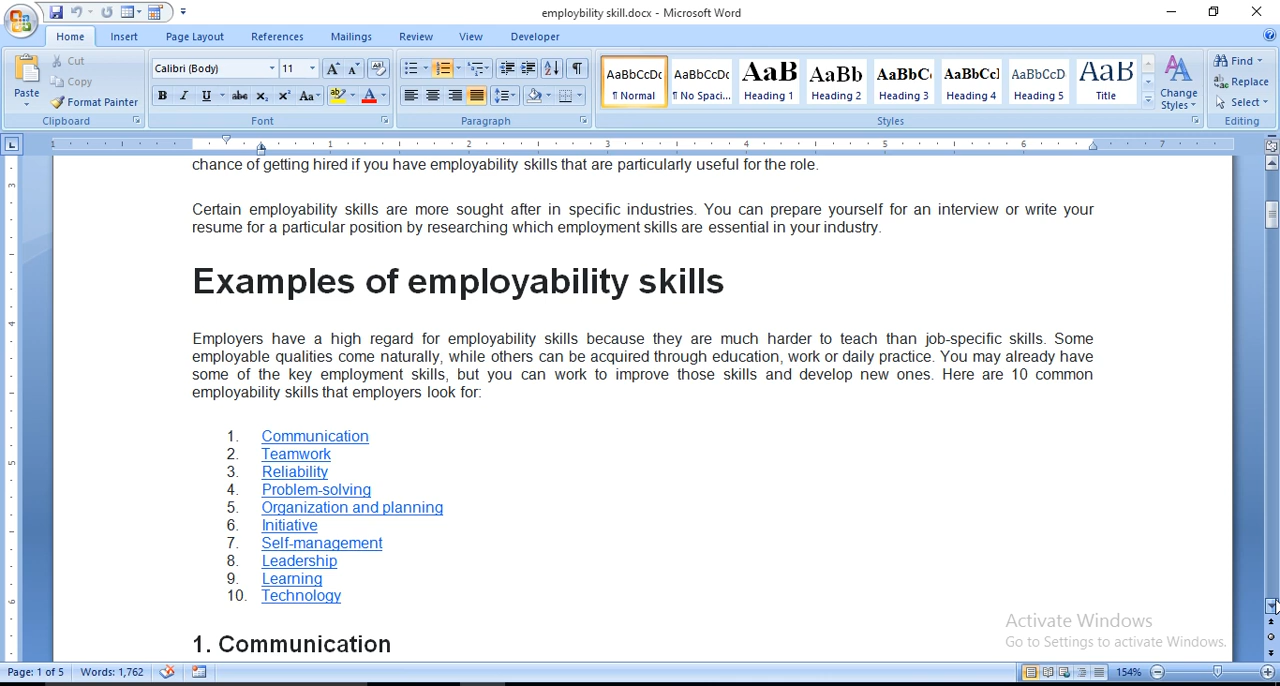 employbility skill.docx - Microsoft Word
Home Insert Page Layout References Mailings Review View Developer
Paste Cut Copy Format Painter
Calibri (Body) 11
AaBbCcDc AaBbCcDc AaB AaBb AaBbC AaBbCcI AaBbCcD AaB
¶ Normal ¶ No Spaci... Heading 1 Heading 2 Heading 3 Heading 4 Heading 5 Title
Change Styles
Find Replace Select
Clipboard Font Paragraph Styles Editing
chance of getting hired if you have employability skills that are particularly useful for the role.
Certain employability skills are more sought after in specific industries. You can prepare yourself for an interview or write your
resume for a particular position by researching which employment skills are essential in your industry.
Examples of employability skills
Employers have a high regard for employability skills because they are much harder to teach than job-specific skills. Some
employable qualities come naturally, while others can be acquired through education, work or daily practice. You may already have
some of the key employment skills, but you can work to improve those skills and develop new ones. Here are 10 common
employability skills that employers look for:
1. Communication
2. Teamwork
3. Reliability
4. Problem-solving
5. Organization and planning
6. Initiative
7. Self-management
8. Leadership
9. Learning
10. Technology
1. Communication
Activate Windows
Go to Settings to activate Windows.
Page: 1 of 5 Words: 1,762 154%